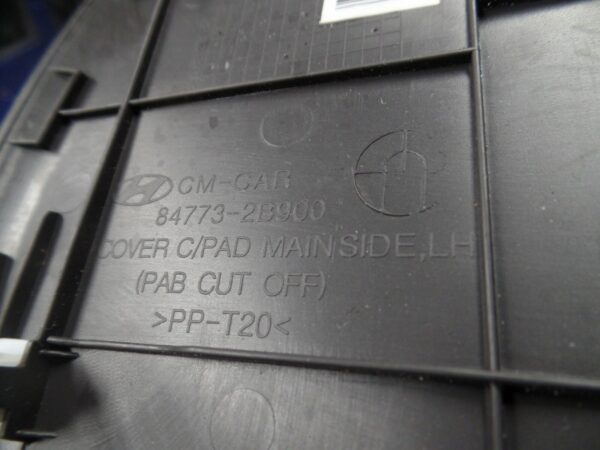 CM-CAR
84773-2B900
COVER C/PAD MAINSIDE,LH
(PAB CUT OFF)
>PP-T20<